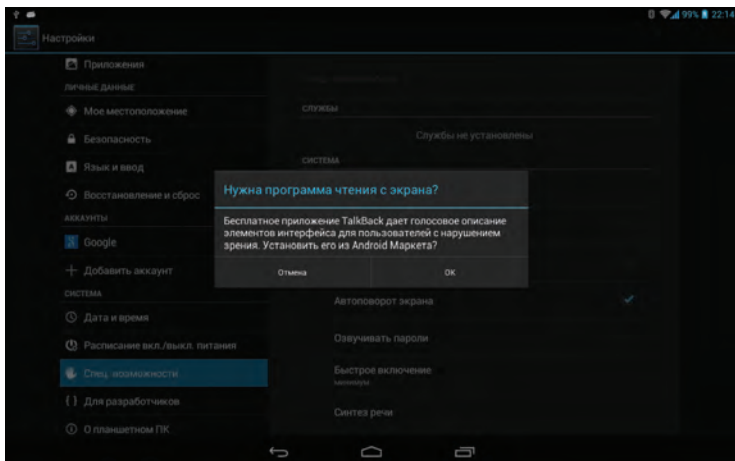 99% 22:14
Настройки
Приложения
ЛИЧНЫЕ ДАННЫЕ
Мое местоположение
Безопасность
Язык и ввод
Восстановление и сброс
АККАУНТЫ
Google
Добавить аккаунт
СИСТЕМА
Дата и время
Расписание вкл./выкл. питания
Спец. возможности
Для разработчиков
О планшетном ПК
СЛУЖБЫ
Службы не установлены
СИСТЕМА
Нужна программа чтения с экрана?
Бесплатное приложение TalkBack дает голосовое описание
элементов интерфейса для пользователей с нарушением
зрения. Установить его из Android Маркета?
Отмена
ОК
Автоповорот экрана
Озвучивать пароли
Быстрое включение
Синтез речи